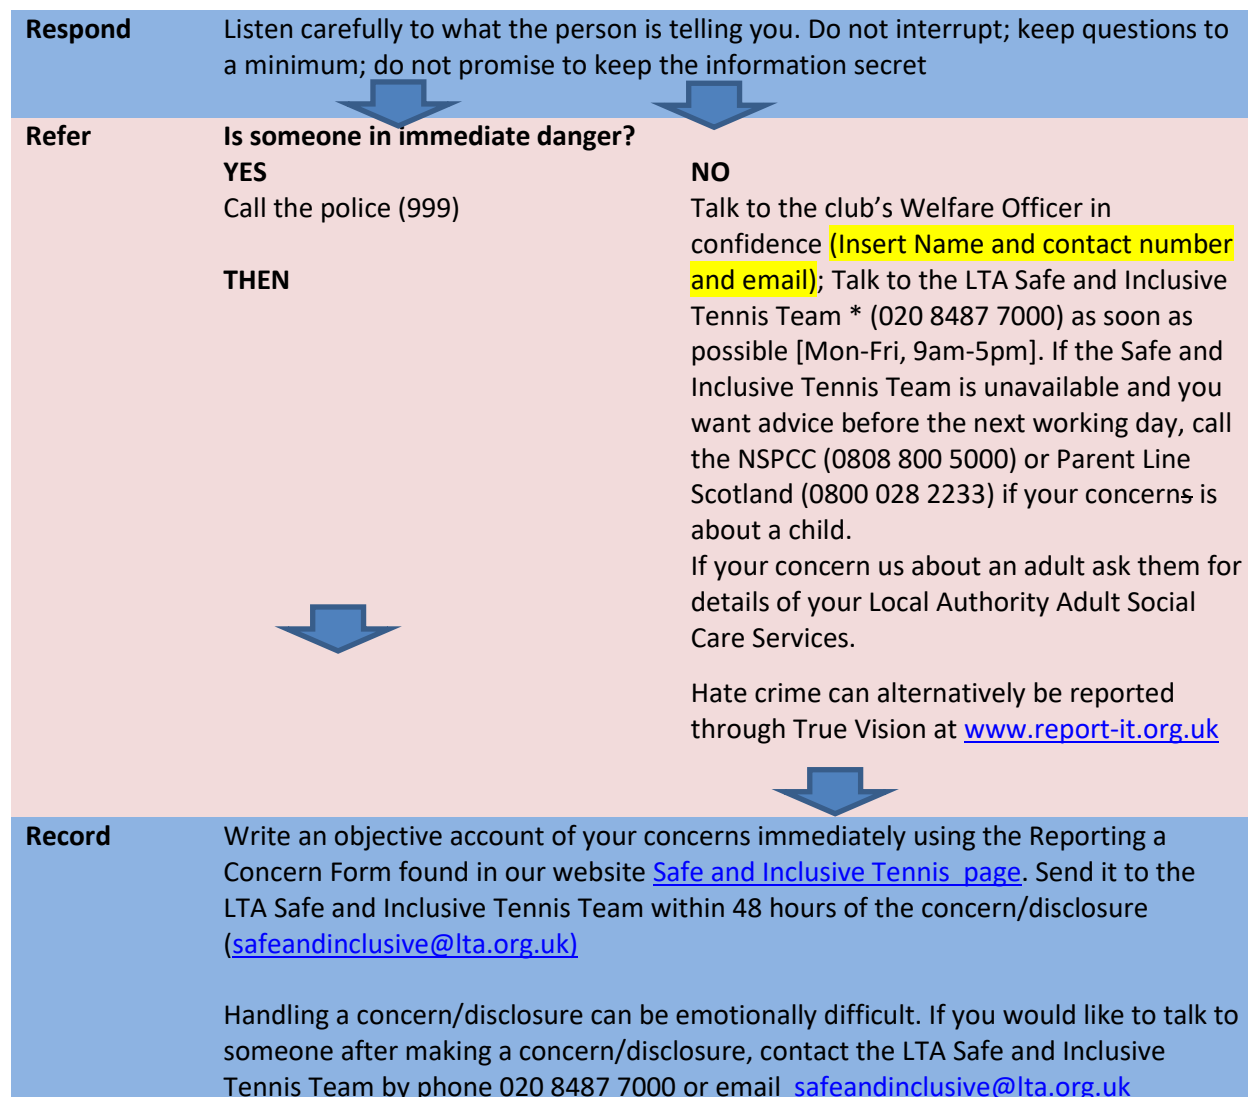 Respond
Listen carefully to what the person is telling you. Do not interrupt; keep questions to
a minimum; do not promise to keep the information secret
Refer
Is someone in immediate danger?
YES
Call the police (999)
THEN
NO
Talk to the club's Welfare Officer in
confidence (Insert Name and contact number
and email); Talk to the LTA Safe and Inclusive
Tennis Team * (020 8487 7000) as soon as
possible [Mon-Fri, 9am-5pm]. If the Safe and
Inclusive Tennis Team is unavailable and you
want advice before the next working day, call
the NSPCC (0808 800 5000) or Parent Line
Scotland (0800 028 2233) if your concerns is
about a child.
If your concern us about an adult ask them for
details of your Local Authority Adult Social
Care Services.
Hate crime can alternatively be reported
through True Vision at www.report-it.org.uk
Record
Write an objective account of your concerns immediately using the Reporting a
Concern Form found in our website Safe and Inclusive Tennis  page. Send it to the
LTA Safe and Inclusive Tennis Team within 48 hours of the concern/disclosure
(safeandinclusive@lta.org.uk)
Handling a concern/disclosure can be emotionally difficult. If you would like to talk to
someone after making a concern/disclosure, contact the LTA Safe and Inclusive
Tennis Team by phone 020 8487 7000 or email  safeandinclusive@lta.org.uk